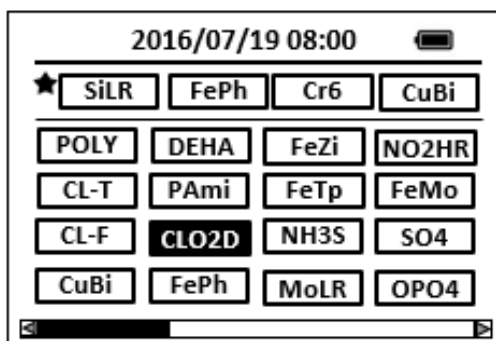 2016/07/19 08:00
SiLR FePh Cr6 CuBi
POLY DEHA FeZi NO2HR
CL-T PAmi FeTp FeMo
CL-F CLO2D NH3S SO4
CuBi FePh MoLR OPO4